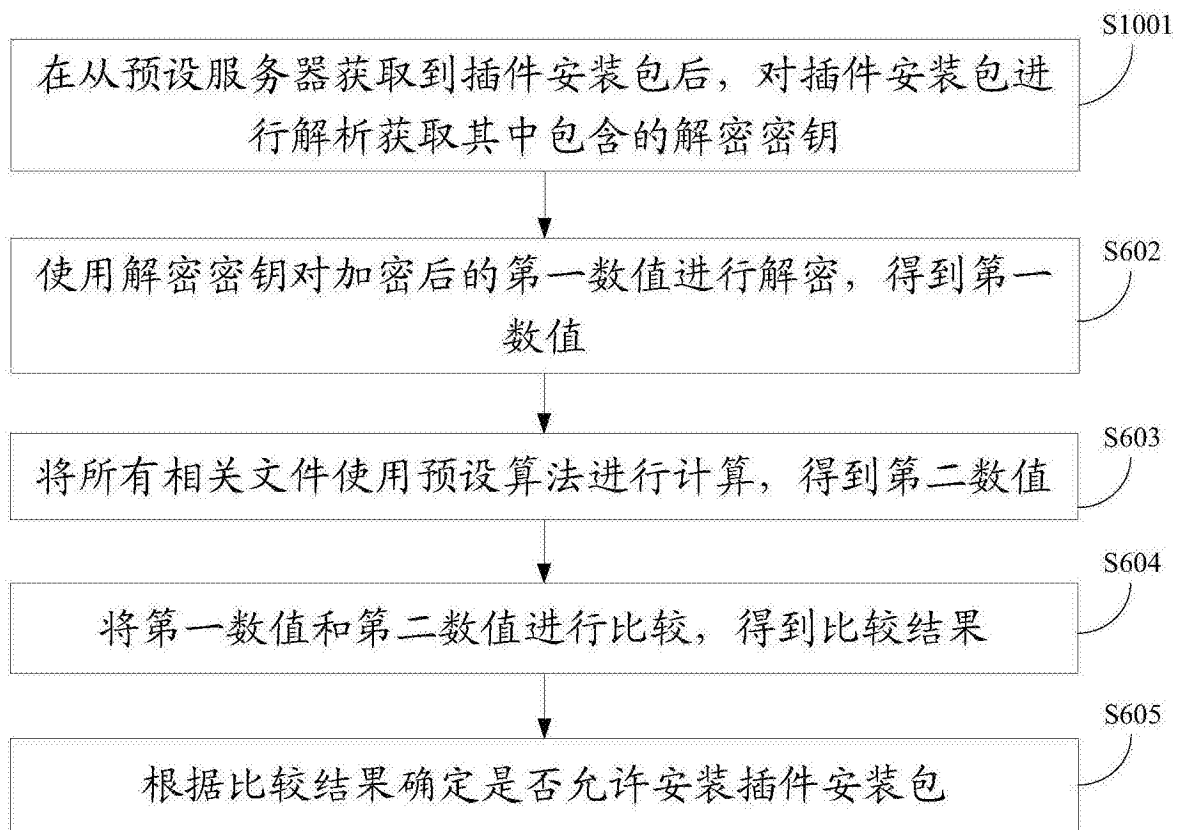 S1001
在从预设服务器获取到插件安装包后，对插件安装包进
行解析获取其中包含的解密密钥
S602
使用解密密钥对加密后的第一数值进行解密，得到第一
数值
S603
将所有相关文件使用预设算法进行计算，得到第二数值
S604
将第一数值和第二数值进行比较，得到比较结果
S605
根据比较结果确定是否允许安装插件安装包